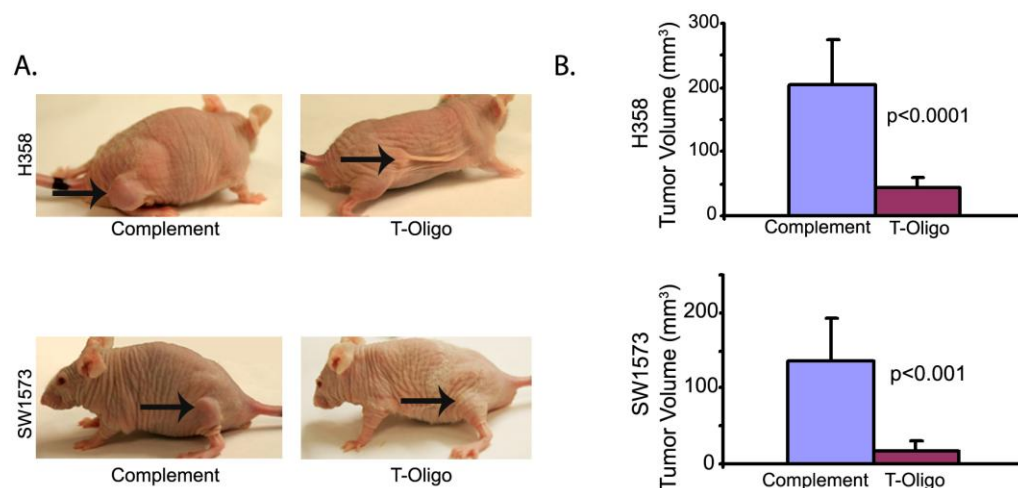 A.
H358
Complement
T-Oligo
SW1573
Complement
T-Oligo
B.
H358
Tumor Volume (mm³)
300
200
100
0
p<0.0001
Complement
T-Oligo
SW1573
Tumor Volume (mm³)
200
100
0
p<0.001
Complement
T-Oligo